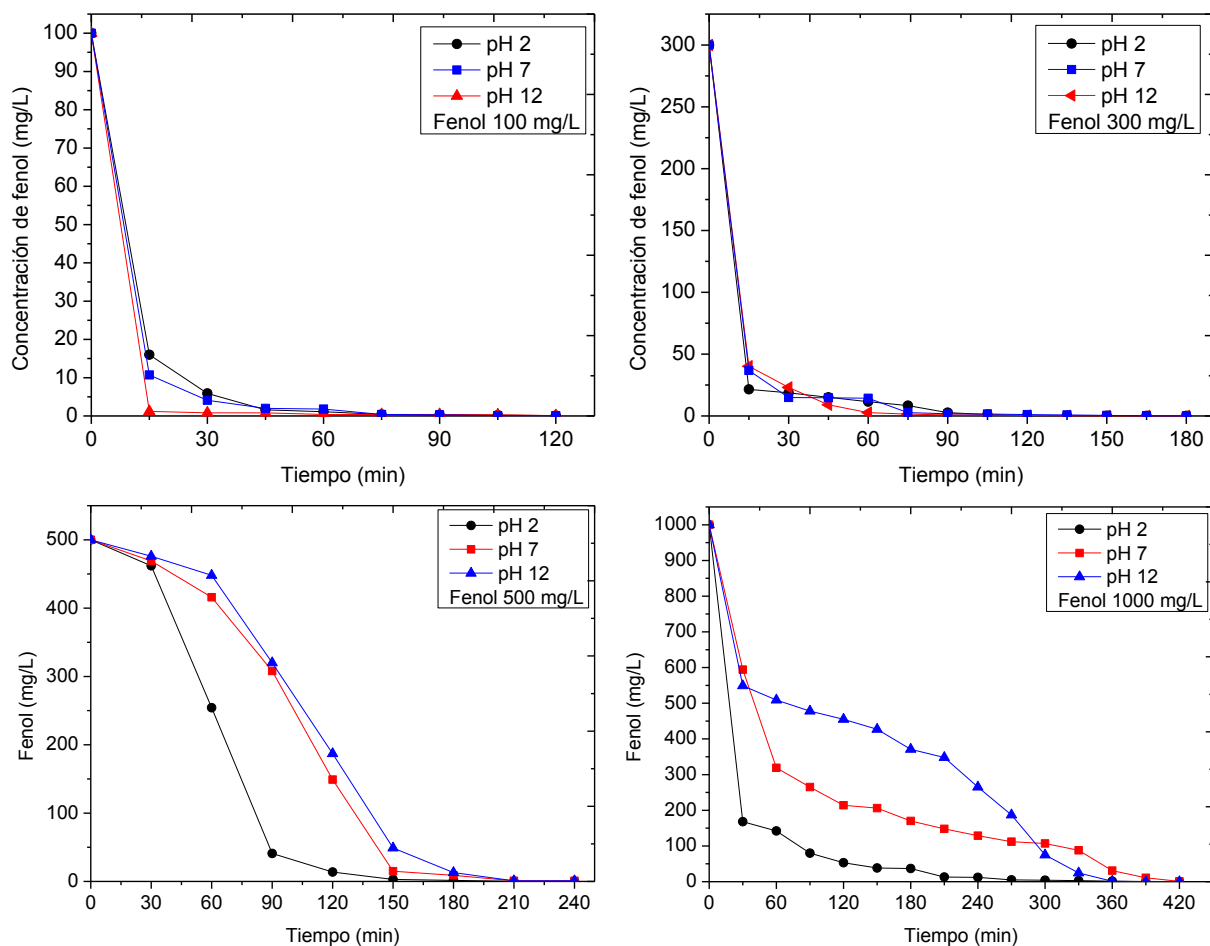 100
90
80
70
60
50
40
30
20
10
0
Concentración de fenol (mg/L)
pH 2
pH 7
pH 12
Fenol 100 mg/L
0 30 60 90 120
Tiempo (min)
300
250
200
150
100
50
0
Concentración de fenol (mg/L)
pH 2
pH 7
pH 12
Fenol 300 mg/L
0 30 60 90 120 150 180
Tiempo (min)
500
400
300
200
100
0
Fenol (mg/L)
pH 2
pH 7
pH 12
Fenol 500 mg/L
0 30 60 90 120 150 180 210 240
Tiempo (min)
1000
900
800
700
600
500
400
300
200
100
0
Fenol (mg/L)
pH 2
pH 7
pH 12
Fenol 1000 mg/L
0 60 120 180 240 300 360 420
Tiempo (min)